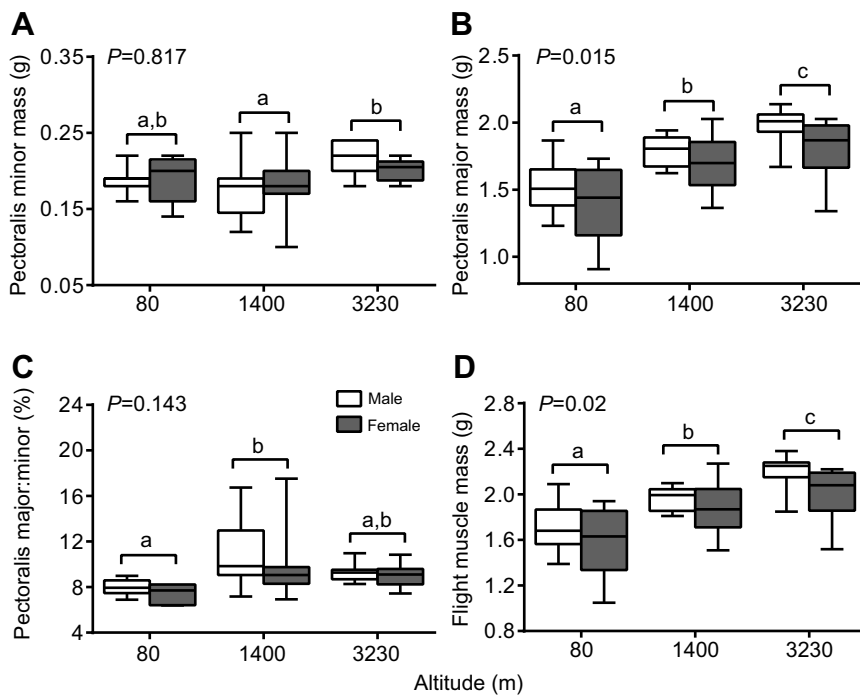 A
P=0.817
Pectoralis minor mass (g)
0.35
0.25
0.15
0.05
a,b
a
b
80
1400
3230
B
P=0.015
Pectoralis major mass (g)
2.5
2.0
1.5
1.0
a
b
c
80
1400
3230
C
P=0.143
Pectoralis major:minor (%)
24
20
16
12
8
4
Male
Female
a
b
a,b
80
1400
3230
D
P=0.02
Flight muscle mass (g)
2.8
2.4
2.0
1.6
1.2
0.8
a
b
c
80
1400
3230
Altitude (m)